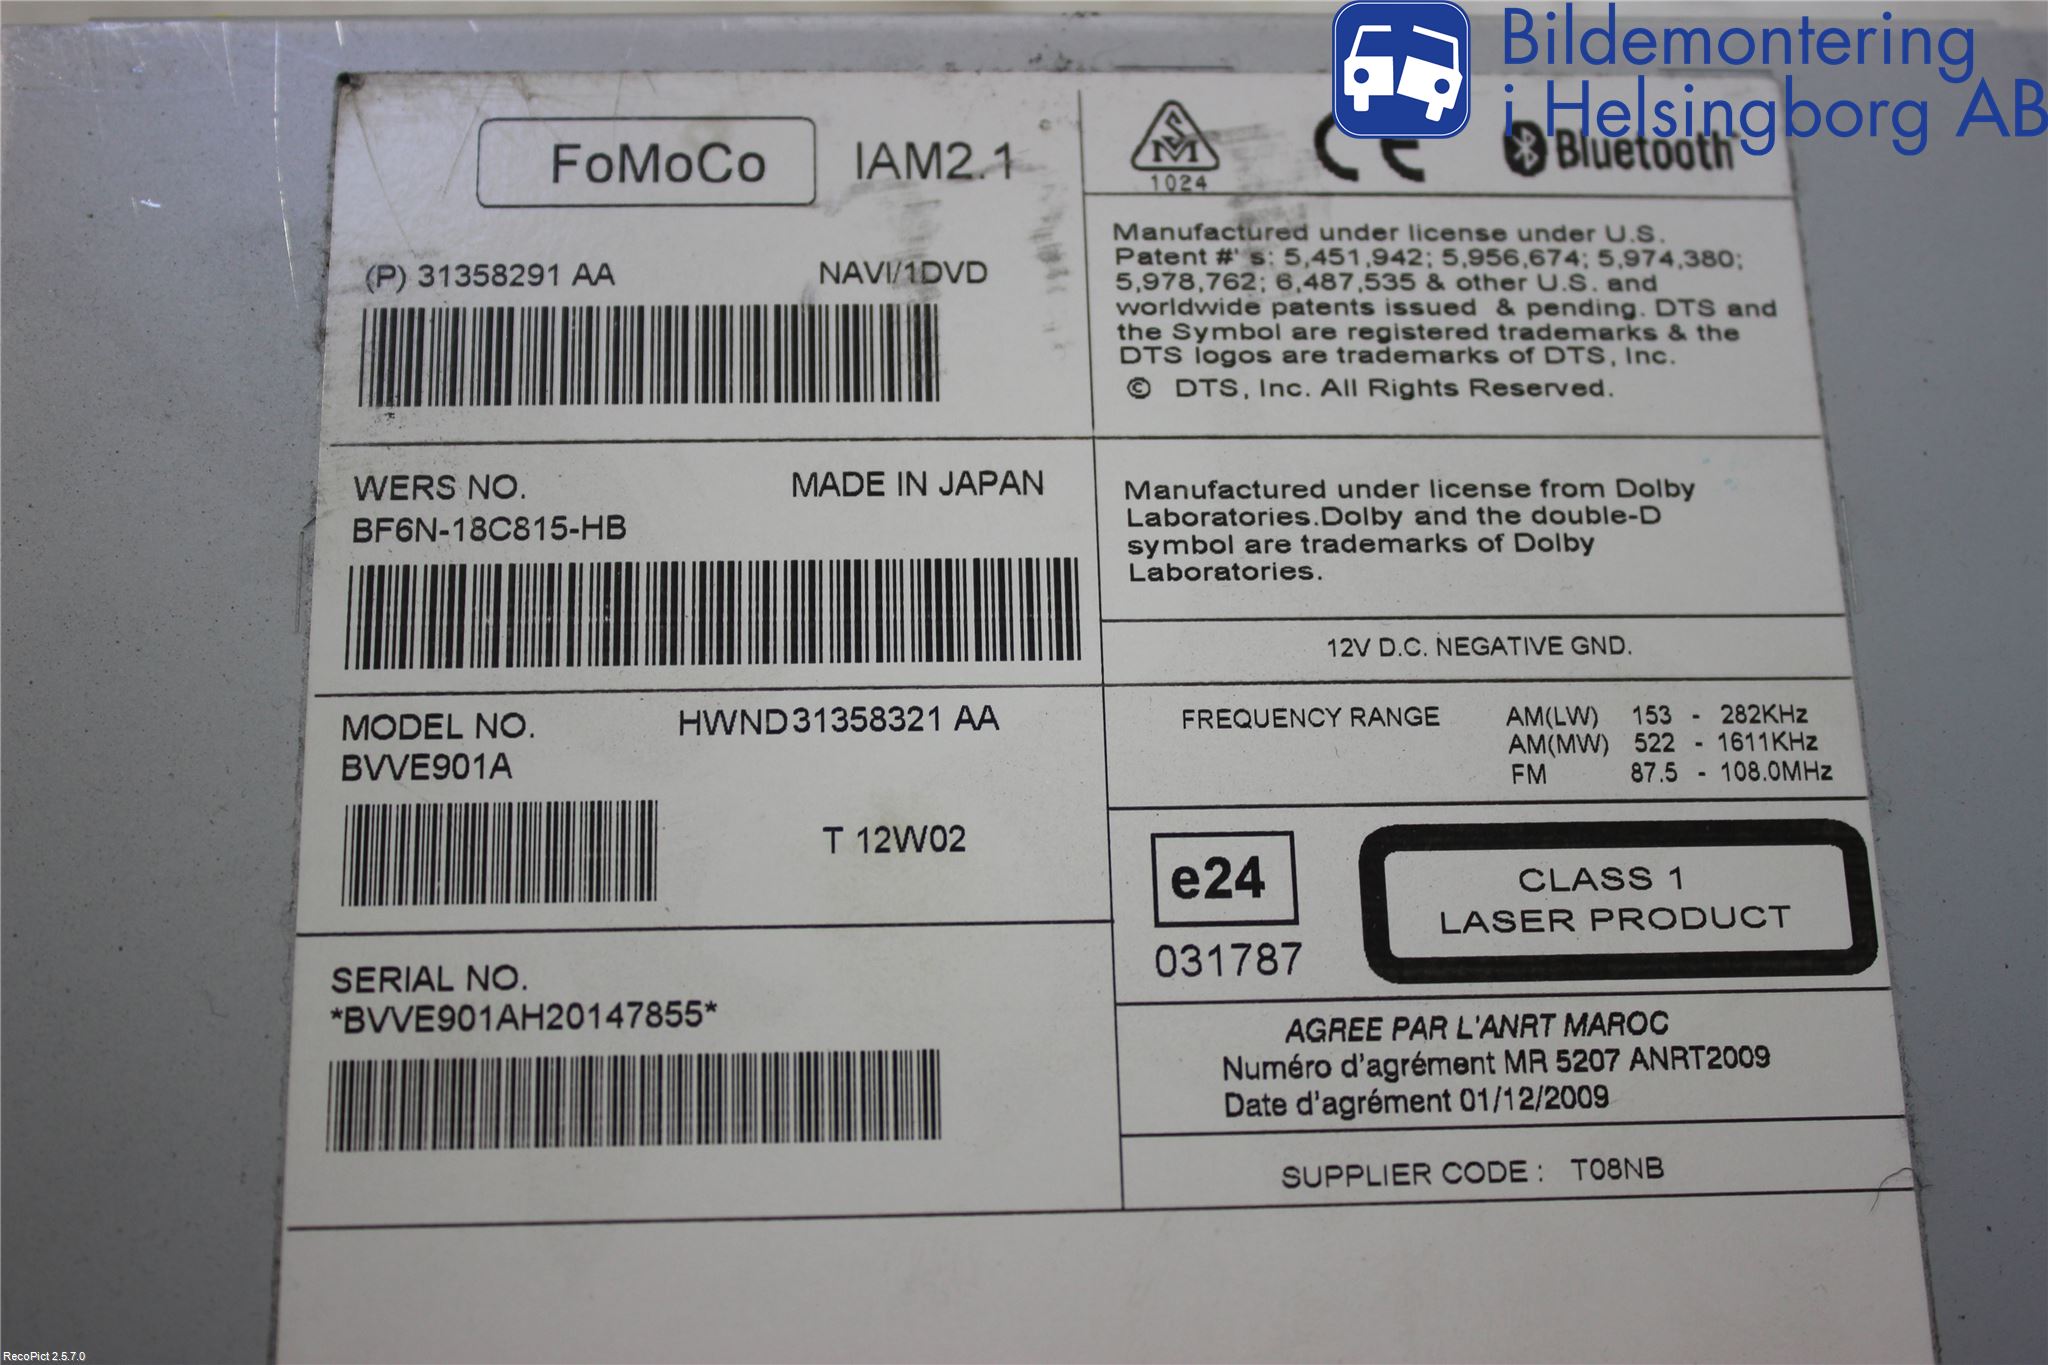 Bildemontering
i Helsingborg AB
FoMoCo
IAM2.1
(P) 31358291 AA
NAVI/1DVD
WERS NO.
MADE IN JAPAN
BF6N-18C815-HB
MODEL NO.
HWND31358321 AA
BVVE901A
T 12W02
SERIAL NO.
*BVVE901AH20147855*
SM
1024
CE
Bluetooth
Manufactured under license under U.S.
Patent #' s: 5,451,942; 5,956,674; 5,974,380;
5,978,762; 6,487,535 & other U.S. and
worldwide patents issued & pending. DTS and
the Symbol are registered trademarks & the
DTS logos are trademarks of DTS, Inc.
© DTS, Inc. All Rights Reserved.
Manufactured under license from Dolby
Laboratories.Dolby and the double-D
symbol are trademarks of Dolby
Laboratories.
12V D.C. NEGATIVE GND.
FREQUENCY RANGE AM(LW) 153 - 282KHz
AM(MW) 522 - 1611KHz
FM 87.5 - 108.0MHz
e24
031787
CLASS 1
LASER PRODUCT
AGREE PAR L'ANRT MAROC
Numéro d'agrément MR 5207 ANRT2009
Date d'agrément 01/12/2009
SUPPLIER CODE : T08NB
RecoPict 2.5.7.0